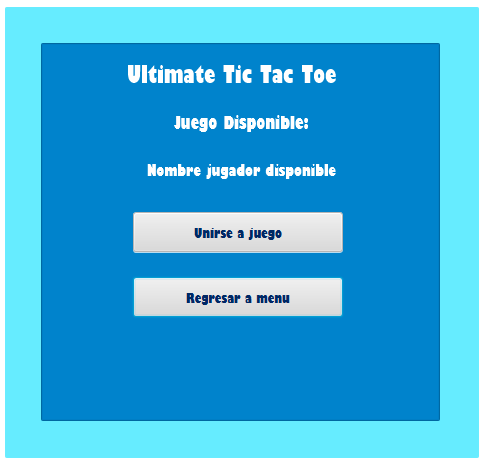 Ultimate Tic Tac Toe
Juego Disponible:
Nombre jugador disponible
Unirse a juego
Regresar a menu